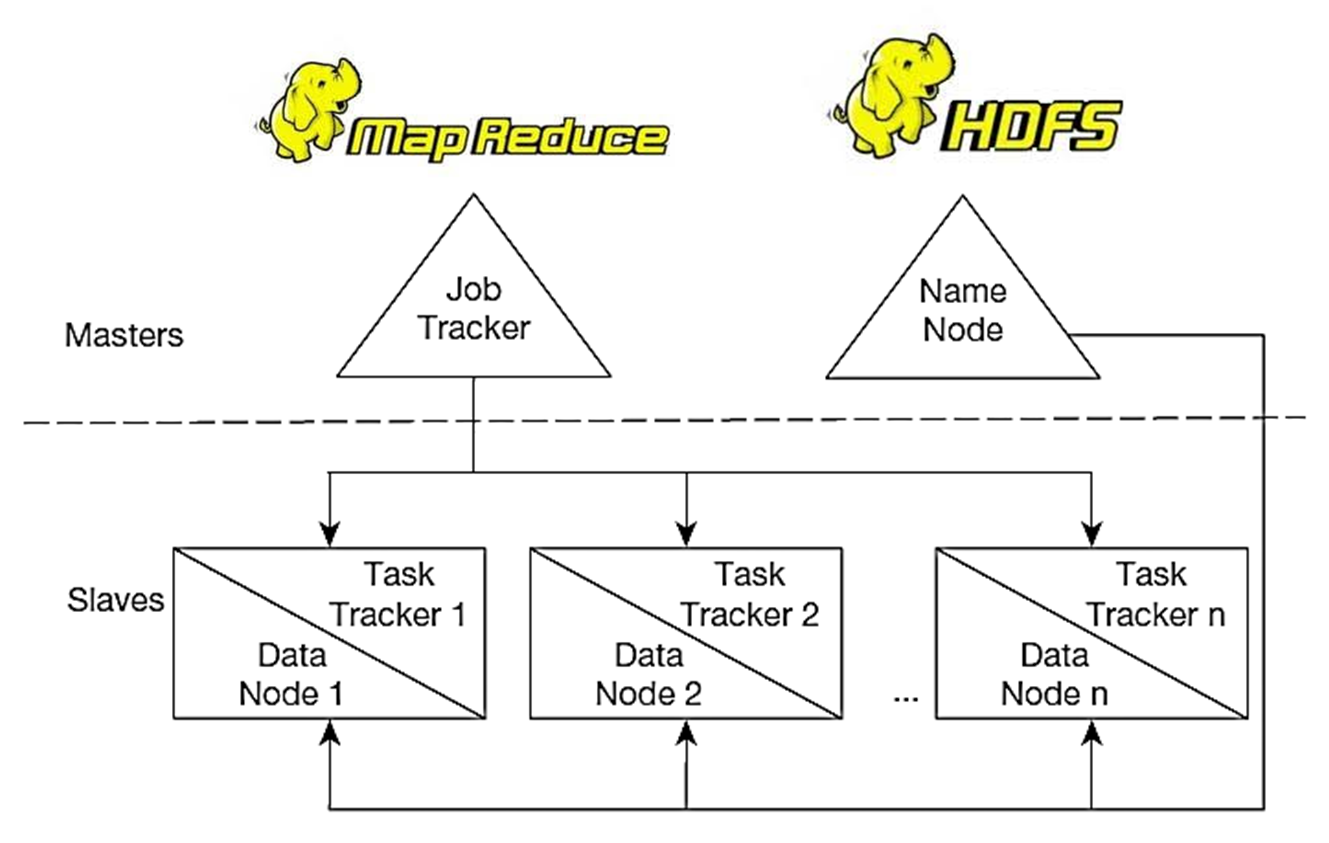 Map Reduce
HDFS
Job
Tracker
Name
Node
Masters
Slaves
Task
Tracker 1
Data
Node 1
Task
Tracker 2
Data
Node 2
...
Task
Tracker n
Data
Node n